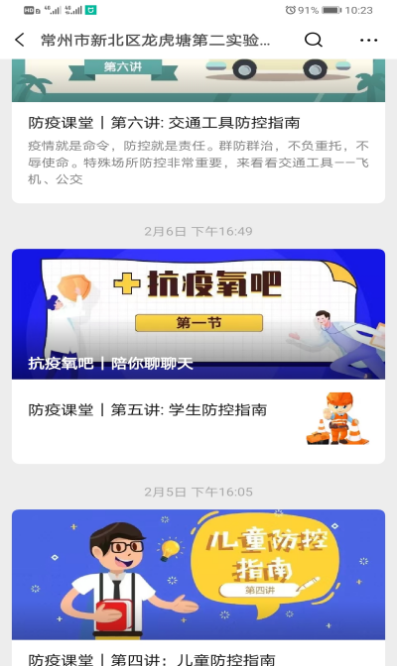 HD 4G 4G 91% 10:23
常州市新北区龙虎塘第二实验...
第六讲
防疫课堂丨第六讲: 交通工具防控指南
疫情就是命令，防控就是责任。群防群治，不负重托，不
辱使命。特殊场所防控非常重要，来看看交通工具——飞
机、公交
2月6日 下午16:49
抗疫氧吧
第一节
抗疫氧吧丨陪你聊聊天
防疫课堂丨第五讲: 学生防控指南
2月5日 下午16:05
儿童防控
指南
第四讲
防疫课堂丨第四讲：儿童防控指南